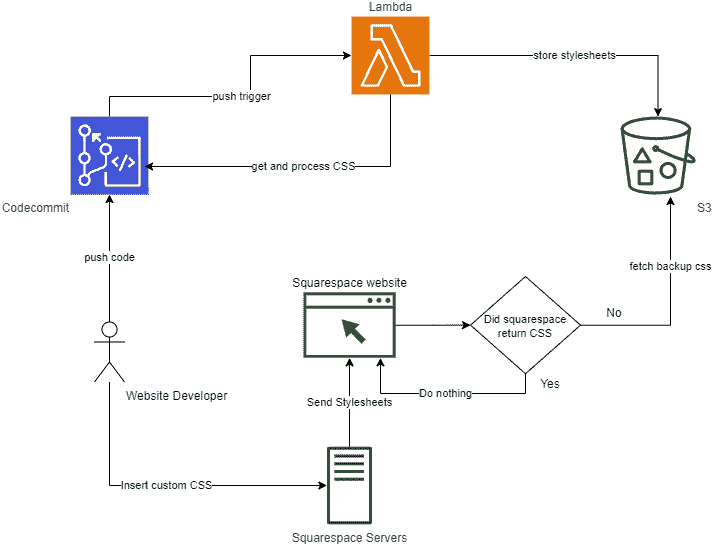 Lambda
store stylesheets
push trigger
get and process CSS
Codecommit
S3
push code
fetch backup css
Squarespace website
Did squarespace
return CSS
No
Yes
Do nothing
Send Stylesheets
Website Developer
Insert custom CSS
Squarespace Servers